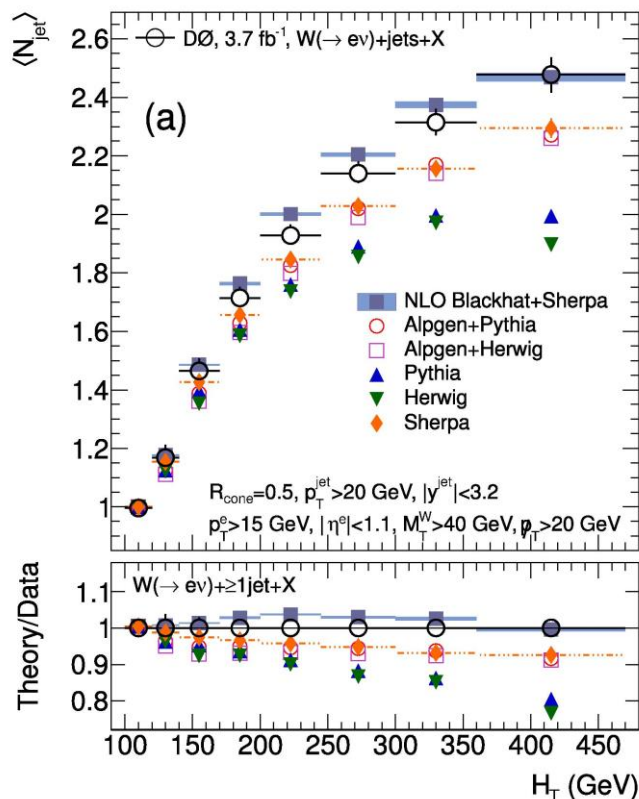 ⟨N_jet⟩
2.6
2.4
2.2
2
1.8
1.6
1.4
1.2
1
DØ, 3.7 fb⁻¹, W(→ eν)+jets+X
(a)
NLO Blackhat+Sherpa
Alpgen+Pythia
Alpgen+Herwig
Pythia
Herwig
Sherpa
R_cone=0.5, p_T^jet>20 GeV, |y^jet|<3.2
p_T^e>15 GeV, |η^e|<1.1, M_T^W>40 GeV, p̸_T>20 GeV
Theory/Data
1.1
1
0.9
0.8
W(→ eν)+≥1jet+X
100 150 200 250 300 350 400 450
H_T (GeV)